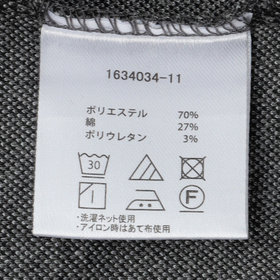 1634034-11
ポリエステル 70%
綿 27%
ポリウレタン 3%
30
F
・洗濯ネット使用
・アイロン時はあて布使用